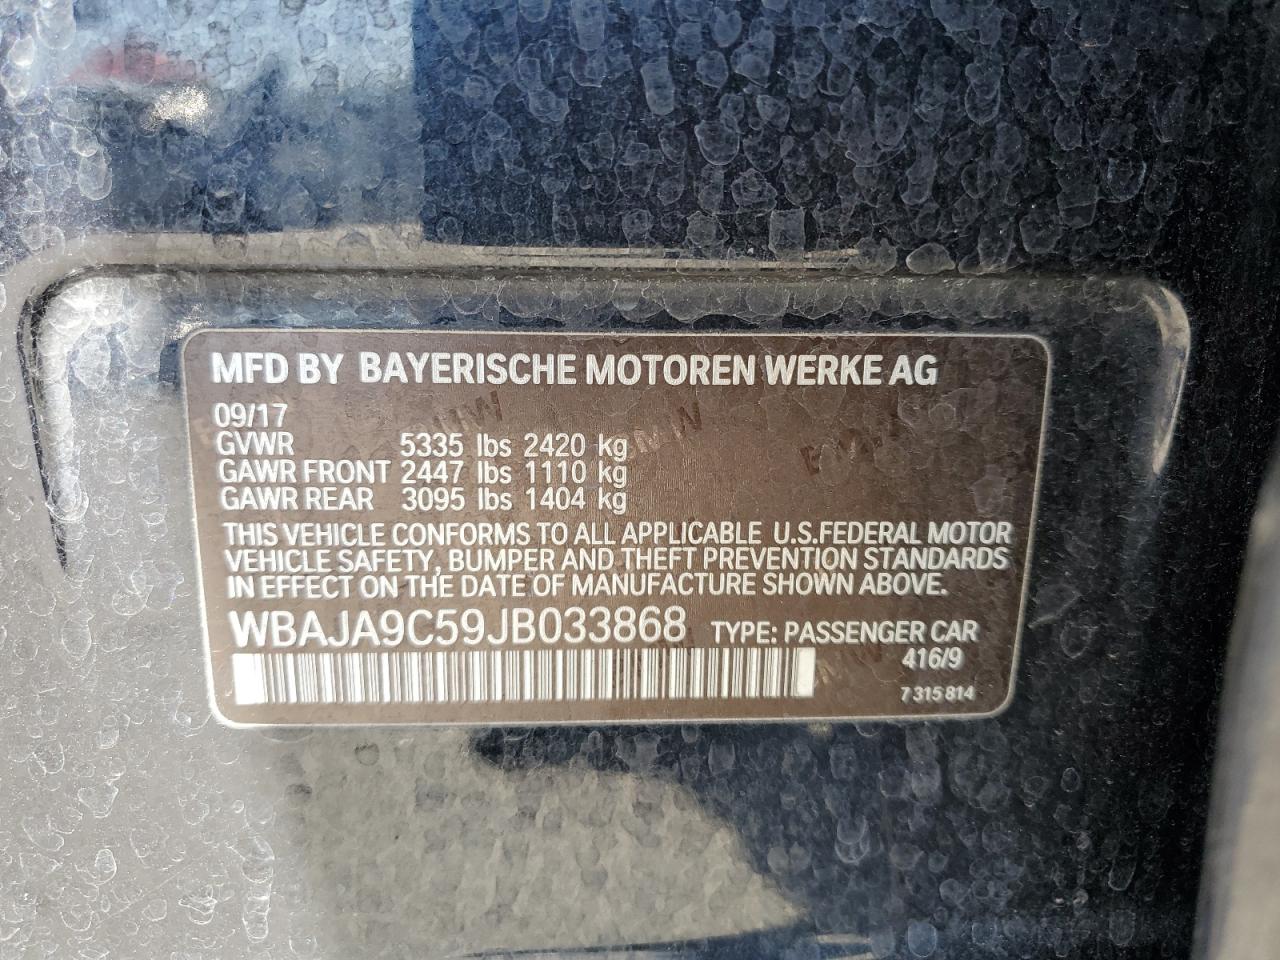 MFD BY BAYERISCHE MOTOREN WERKE AG
09/17
GVWR 5335 lbs 2420 kg
GAWR FRONT 2447 lbs 1110 kg
GAWR REAR 3095 lbs 1404 kg
THIS VEHICLE CONFORMS TO ALL APPLICABLE U.S.FEDERAL MOTOR
VEHICLE SAFETY, BUMPER AND THEFT PREVENTION STANDARDS
IN EFFECT ON THE DATE OF MANUFACTURE SHOWN ABOVE.
WBAJA9C59JB033868 TYPE: PASSENGER CAR
416/9
7 315 814